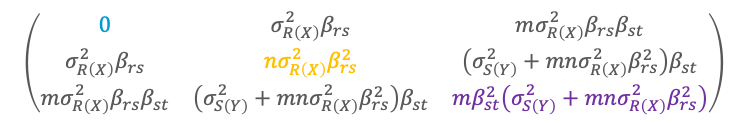 0 σ²_{R(X)}β_{rs} mσ²_{R(X)}β_{rs}β_{st}
σ²_{R(X)}β_{rs} nσ²_{R(X)}β²_{rs} (σ²_{S(Y)} + mnσ²_{R(X)}β²_{rs})β_{st}
mσ²_{R(X)}β_{rs}β_{st} (σ²_{S(Y)} + mnσ²_{R(X)}β²_{rs})β_{st} mβ²_{st}(σ²_{S(Y)} + mnσ²_{R(X)}β²_{rs})